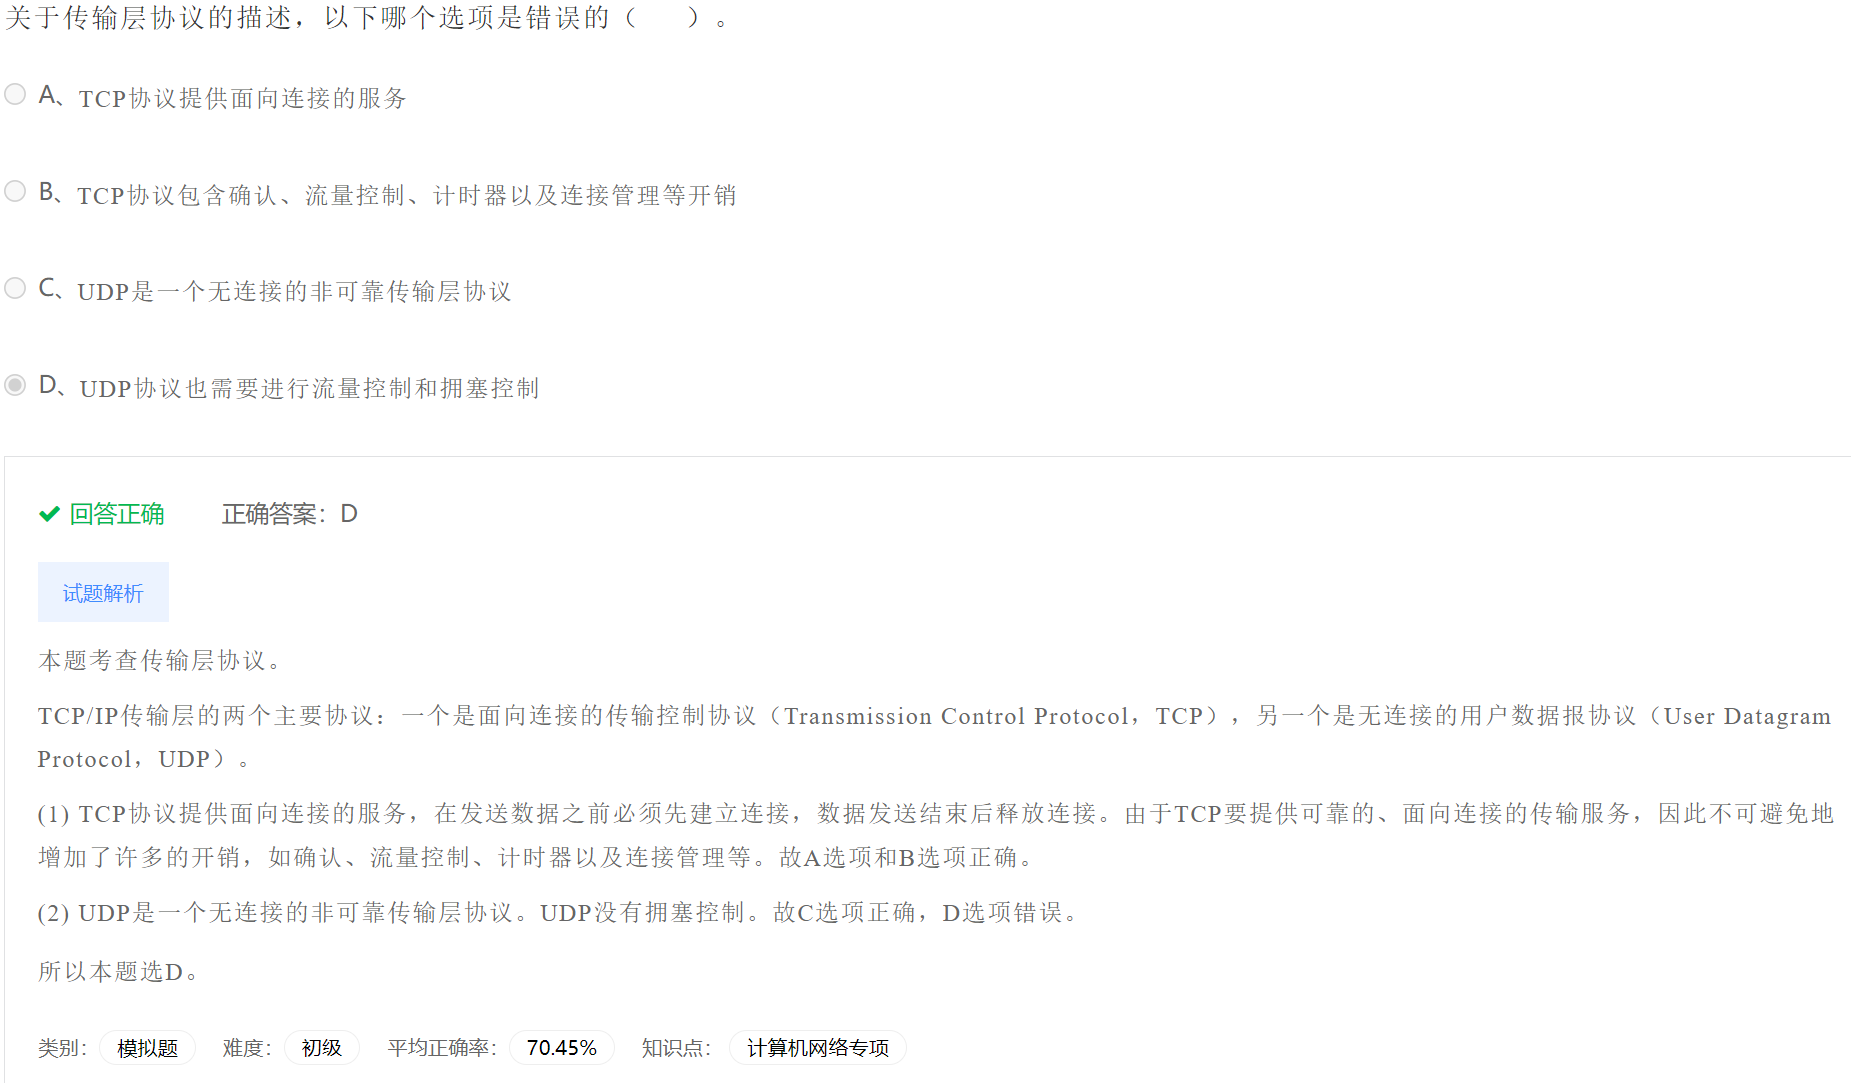 关于传输层协议的描述，以下哪个选项是错误的（　　）。
A、TCP协议提供面向连接的服务
B、TCP协议包含确认、流量控制、计时器以及连接管理等开销
C、UDP是一个无连接的非可靠传输层协议
D、UDP协议也需要进行流量控制和拥塞控制
回答正确　正确答案：D
试题解析
本题考查传输层协议。
TCP/IP传输层的两个主要协议：一个是面向连接的传输控制协议（Transmission Control Protocol，TCP），另一个是无连接的用户数据报协议（User Datagram
Protocol，UDP）。
(1) TCP协议提供面向连接的服务，在发送数据之前必须先建立连接，数据发送结束后释放连接。由于TCP要提供可靠的、面向连接的传输服务，因此不可避免地
增加了许多的开销，如确认、流量控制、计时器以及连接管理等。故A选项和B选项正确。
(2) UDP是一个无连接的非可靠传输层协议。UDP没有拥塞控制。故C选项正确，D选项错误。
所以本题选D。
类别：模拟题　难度：初级　平均正确率：70.45%　知识点：计算机网络专项